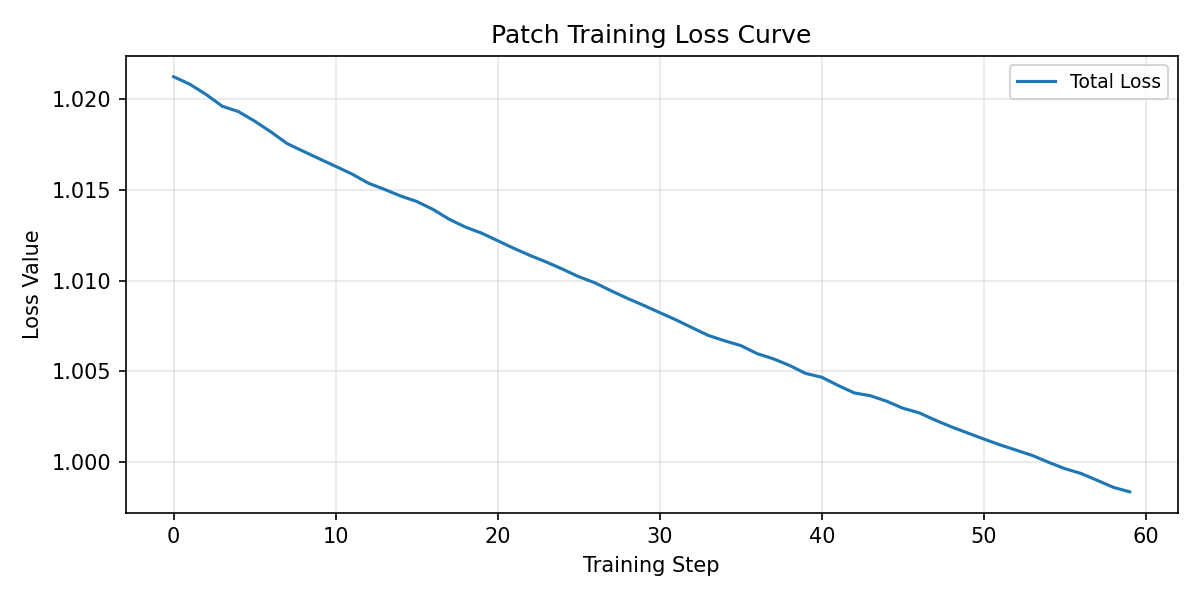 Patch Training Loss Curve
Total Loss
1.020
1.015
1.010
1.005
1.000
Loss Value
0 10 20 30 40 50 60
Training Step